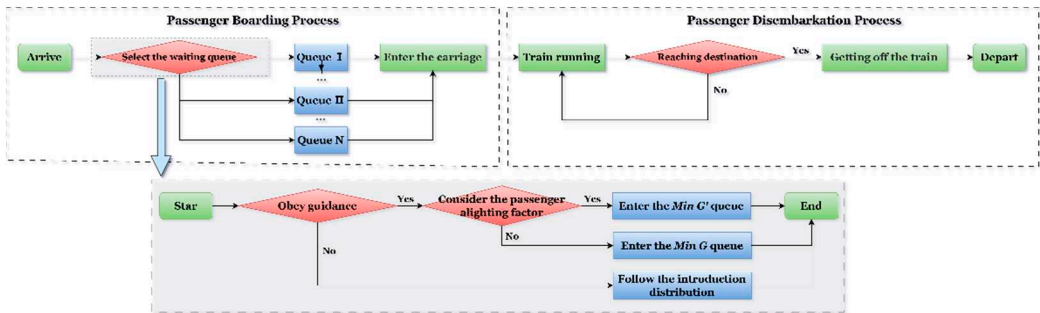 Passenger Boarding Process
Passenger Disembarkation Process
Arrive
Select the waiting queue
Queue I
...
Queue II
...
Queue N
Enter the carriage
Train running
Reaching destination
Yes
No
Getting off the train
Depart
Star
Obey guidance
Yes
No
Consider the passenger
alighting factor
Yes
No
Enter the Min G' queue
Enter the Min G queue
Follow the introduction
distribution
End